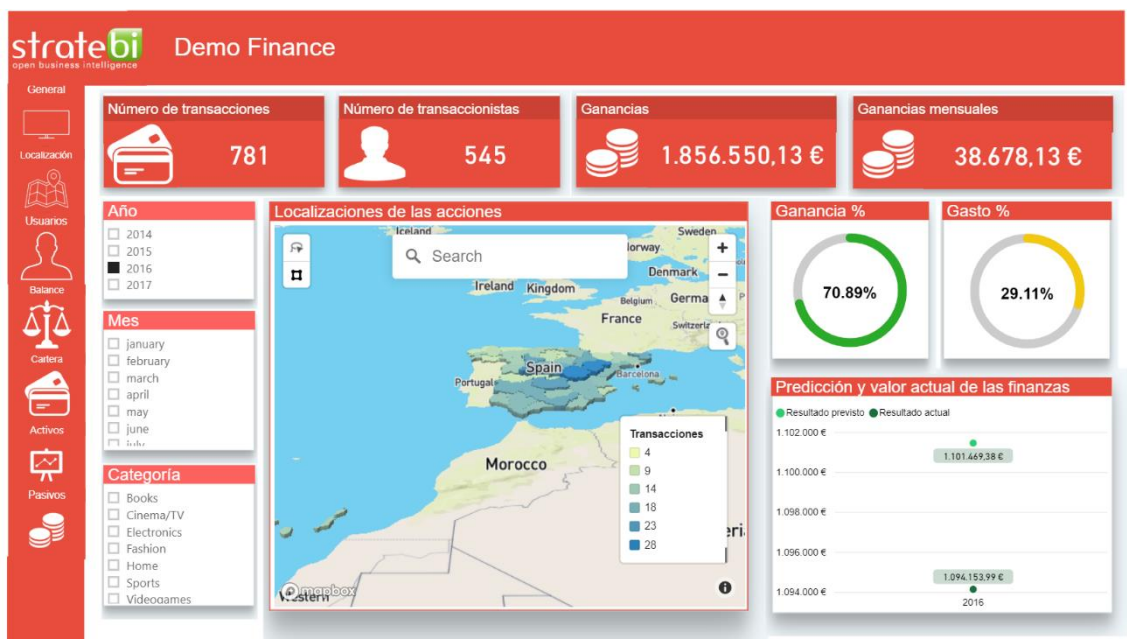 stratebi
open business intelligence
Demo Finance
General
Localización
Usuarios
Balance
Cartera
Activos
Pasivos
Número de transacciones
781
Número de transaccionistas
545
Ganancias
1.856.550,13 €
Ganancias mensuales
38.678,13 €
Año
2014
2015
2016
2017
Mes
january
february
march
april
may
june
july
Categoría
Books
Cinema/TV
Electronics
Fashion
Home
Sports
Videogames
Localizaciones de las acciones
Search
Iceland
Sweden
Norway
Denmark
Ireland
Kingdom
Belgium
Germa
France
Switzerl
Spain
Portugal
Barcelona
Morocco
Western
eri
Transacciones
4
9
14
18
23
28
mapbox
Ganancia %
70.89%
Gasto %
29.11%
Predicción y valor actual de las finanzas
Resultado previsto Resultado actual
1.102.000 €
1.101.469,38 €
1.100.000 €
1.098.000 €
1.096.000 €
1.094.153,99 €
1.094.000 €
2016